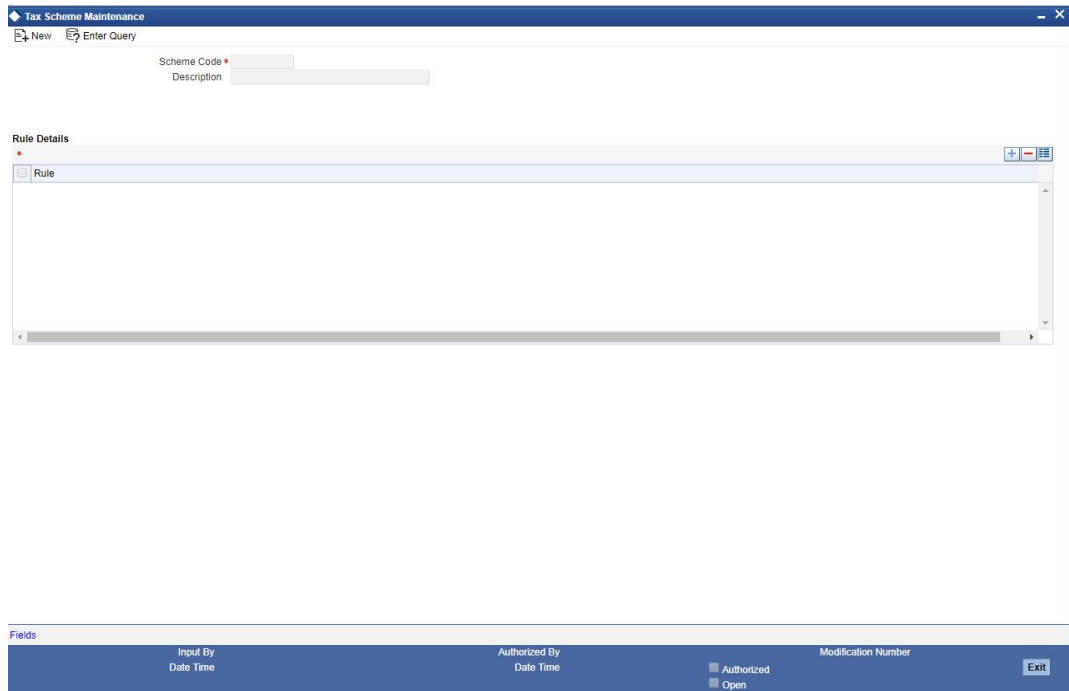 Tax Scheme Maintenance
New Enter Query
Scheme Code *
Description
Rule Details
*
Rule
Fields
Input By Authorized By Modification Number
Date Time Date Time Authorized Exit
Open